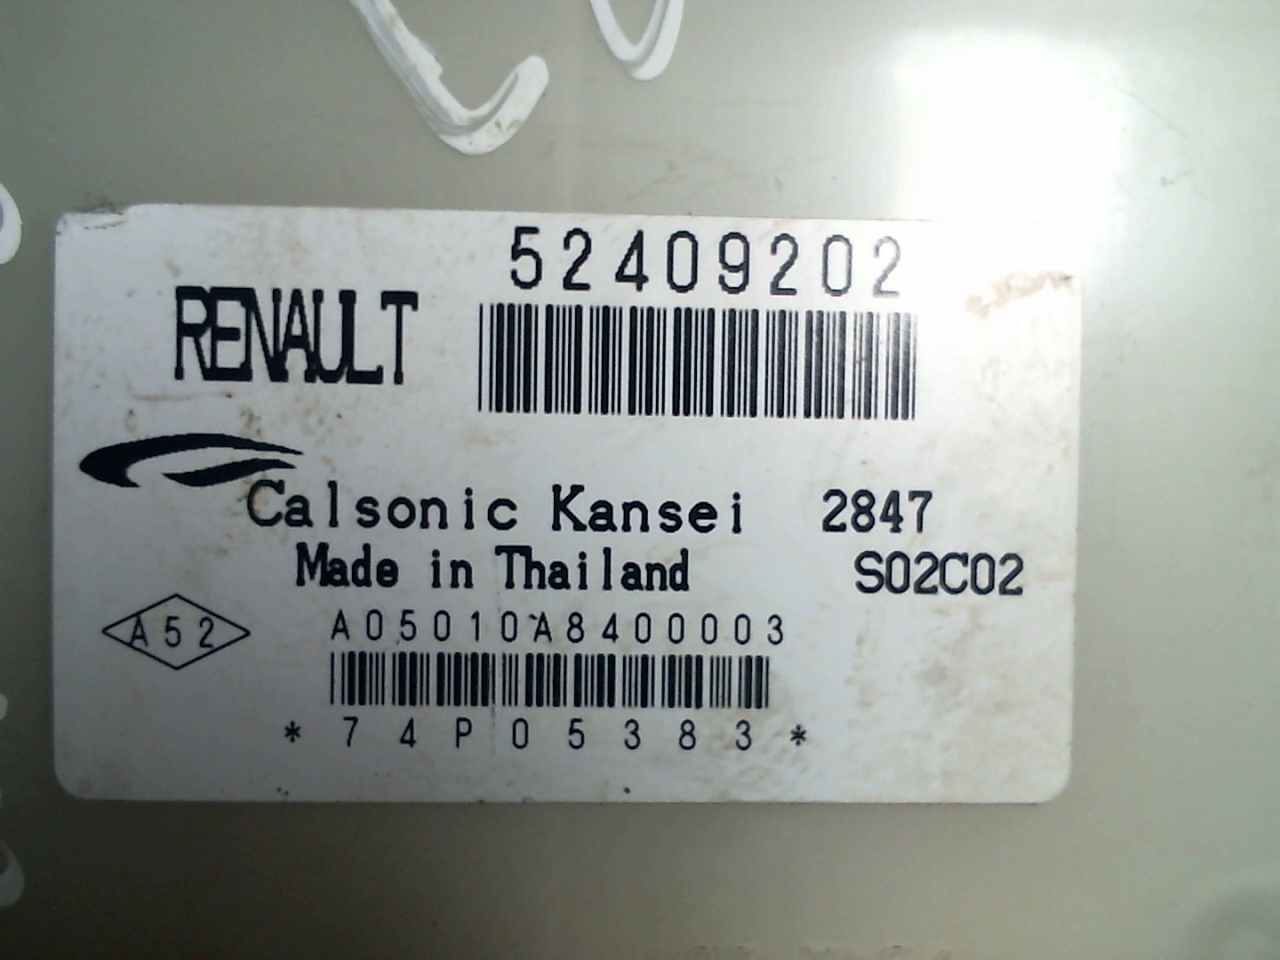 52409202
RENAULT
Calsonic Kansei 2847
Made in Thailand S02C02
A52
A05010A8400003
*74P05383*